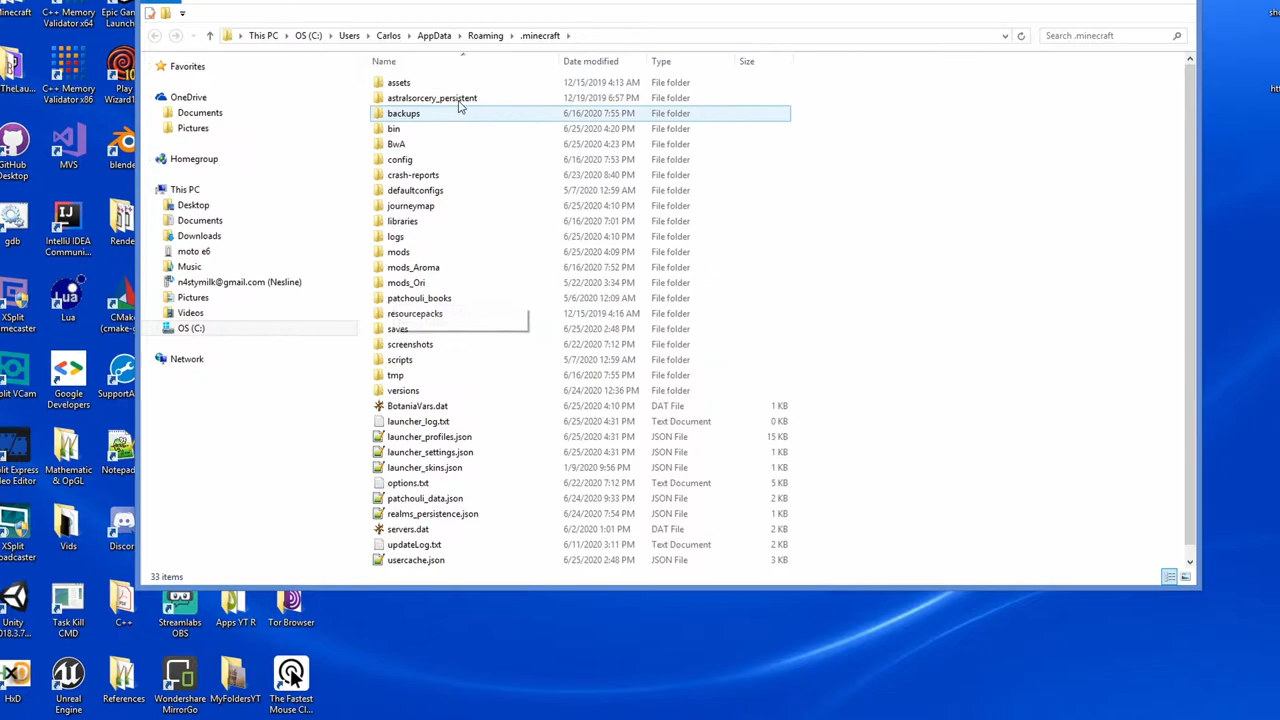 Minecraft
C++ Memory
Validator x64
This PC
OS (C:)
Users
Carlos
AppData
Roaming
.minecraft
Search .minecraft
Name
Date modified
Type
Size
Favorites
OneDrive
Documents
Pictures
Homegroup
This PC
Desktop
Documents
Downloads
moto e6
Music
n4stymilk@gmail.com (Nesline)
Pictures
Videos
OS (C:)
Network
assets 12/15/2019 4:13 AM File folder
astralsorcery_persistent 12/19/2019 6:57 PM File folder
backups 6/16/2020 7:55 PM File folder
bin 6/25/2020 4:20 PM File folder
BwA 6/25/2020 4:23 PM File folder
config 6/16/2020 7:53 PM File folder
crash-reports 6/23/2020 8:40 PM File folder
defaultconfigs 5/7/2020 12:59 AM File folder
journeymap 6/25/2020 4:10 PM File folder
libraries 6/16/2020 7:01 PM File folder
logs 6/25/2020 4:10 PM File folder
mods 6/25/2020 4:09 PM File folder
mods_Aroma 6/16/2020 7:52 PM File folder
mods_Ori 5/22/2020 3:34 PM File folder
patchouli_books 5/6/2020 12:09 AM File folder
resourcepacks 12/15/2019 4:16 AM File folder
saves 6/25/2020 2:48 PM File folder
screenshots 6/22/2020 7:12 PM File folder
scripts 5/7/2020 12:59 AM File folder
tmp 6/16/2020 7:55 PM File folder
versions 6/24/2020 12:36 PM File folder
BotaniaVars.dat 6/25/2020 4:10 PM DAT File 1 KB
launcher_log.txt 6/25/2020 4:31 PM Text Document 0 KB
launcher_profiles.json 6/25/2020 4:31 PM JSON File 15 KB
launcher_settings.json 6/25/2020 4:31 PM JSON File 1 KB
launcher_skins.json 1/9/2020 9:56 PM JSON File 1 KB
options.txt 6/22/2020 7:12 PM Text Document 5 KB
patchouli_data.json 6/24/2020 9:33 PM JSON File 2 KB
realms_persistence.json 6/24/2020 7:54 PM JSON File 1 KB
servers.dat 6/2/2020 1:01 PM DAT File 1 KB
updateLog.txt 6/11/2020 3:11 PM Text Document 2 KB
usercache.json 6/25/2020 2:48 PM JSON File 3 KB
33 items
C++ Memory
Validator x86
GitHub
Desktop
MVS
gdb
IntelliJ IDEA
Communi...
Lua
Google
Developers
Mathematic
& OpGL
Vids
Unity
2018.3.7...
Task Kill
CMD
C++
Streamlabs
OBS
Apps YT R
Tor Browser
HxD
Unreal
Engine
References
Wondershare
MirrorGo
MyFoldersYT
The Fastest
Mouse Cl...